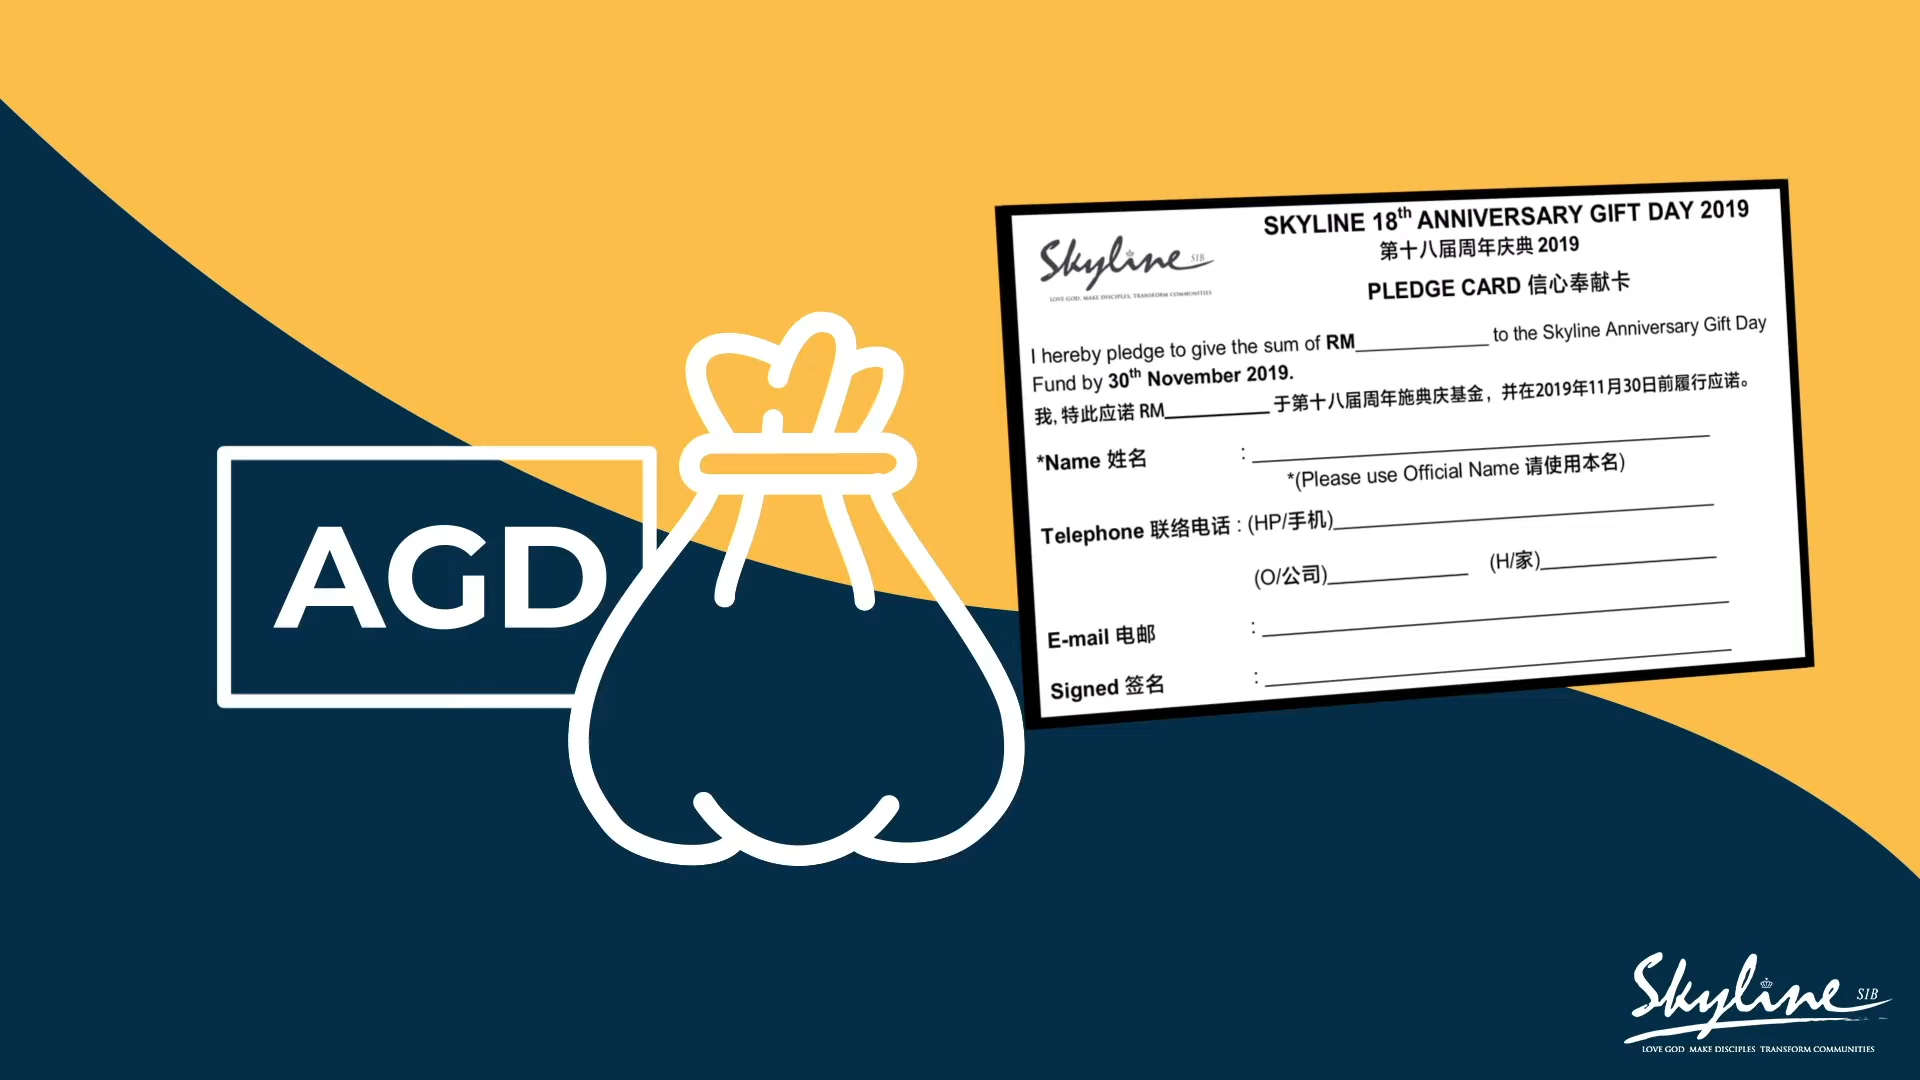 AGD
Skyline SIB
LOVE GOD. MAKE DISCIPLES. TRANSFORM COMMUNITIES
SKYLINE 18th ANNIVERSARY GIFT DAY 2019
第十八届周年庆典 2019
PLEDGE CARD 信心奉献卡
I hereby pledge to give the sum of RM____________ to the Skyline Anniversary Gift Day
Fund by 30th November 2019.
我, 特此应诺 RM__________ 于第十八届周年施典庆基金，并在2019年11月30日前履行应诺。
*Name 姓名 : ____________________
*(Please use Official Name 请使用本名)
Telephone 联络电话 : (HP/手机)____________________
(O/公司)____________ (H/家)____________
E-mail 电邮 : ____________________
Signed 签名 : ____________________
Skyline SIB
LOVE GOD MAKE DISCIPLES TRANSFORM COMMUNITIES